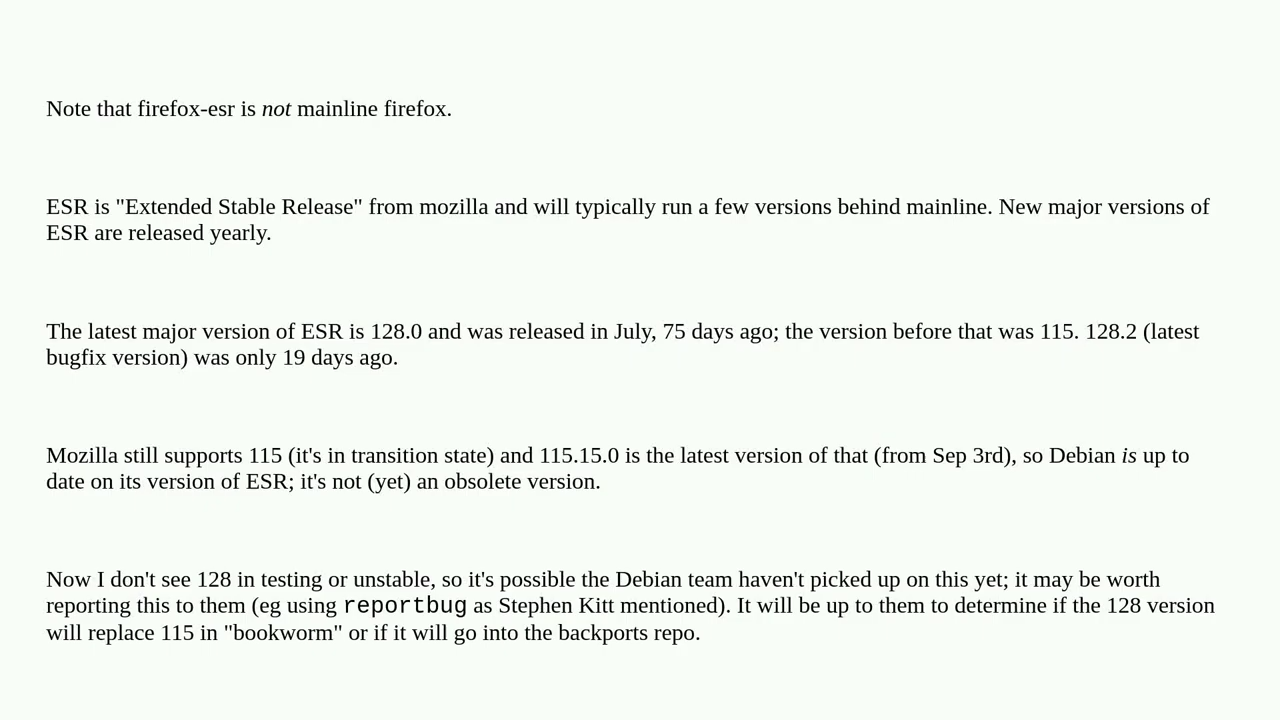 Note that firefox-esr is not mainline firefox.
ESR is "Extended Stable Release" from mozilla and will typically run a few versions behind mainline. New major versions of
ESR are released yearly.
The latest major version of ESR is 128.0 and was released in July, 75 days ago; the version before that was 115. 128.2 (latest
bugfix version) was only 19 days ago.
Mozilla still supports 115 (it's in transition state) and 115.15.0 is the latest version of that (from Sep 3rd), so Debian is up to
date on its version of ESR; it's not (yet) an obsolete version.
Now I don't see 128 in testing or unstable, so it's possible the Debian team haven't picked up on this yet; it may be worth
reporting this to them (eg using reportbug as Stephen Kitt mentioned). It will be up to them to determine if the 128 version
will replace 115 in "bookworm" or if it will go into the backports repo.